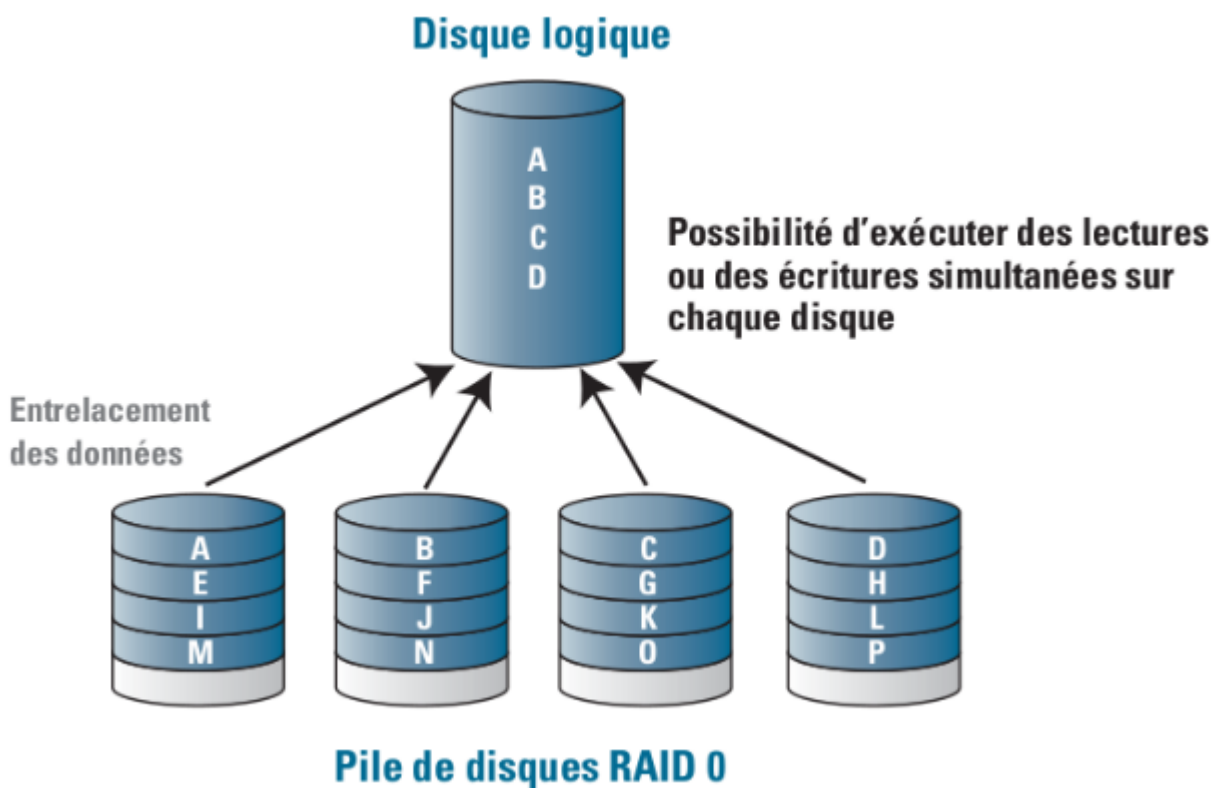 Disque logique
A
B
C
D
Possibilité d'exécuter des lectures
ou des écritures simultanées sur
chaque disque
Entrelacement
des données
A
E
I
M
B
F
J
N
C
G
K
O
D
H
L
P
Pile de disques RAID 0